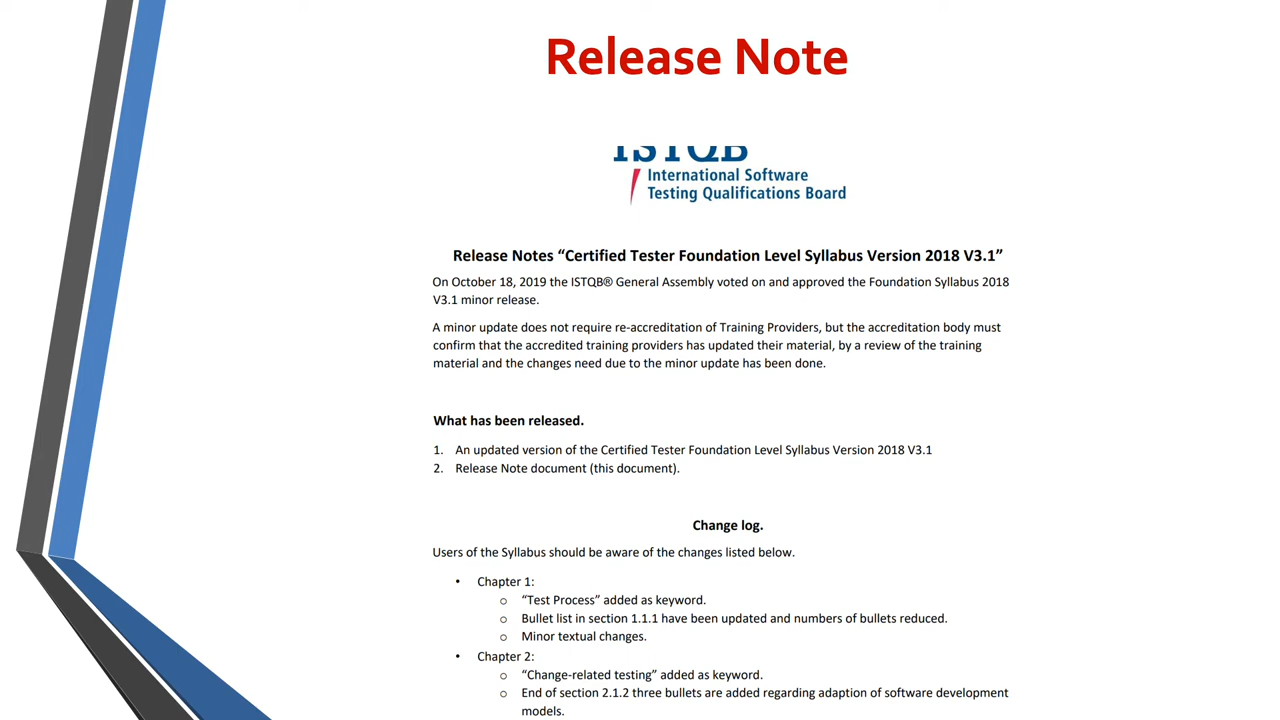 Release Note
ISTQB
International Software
Testing Qualifications Board
Release Notes “Certified Tester Foundation Level Syllabus Version 2018 V3.1”
On October 18, 2019 the ISTQB® General Assembly voted on and approved the Foundation Syllabus 2018
V3.1 minor release.
A minor update does not require re-accreditation of Training Providers, but the accreditation body must
confirm that the accredited training providers has updated their material, by a review of the training
material and the changes need due to the minor update has been done.
What has been released.
1. An updated version of the Certified Tester Foundation Level Syllabus Version 2018 V3.1
2. Release Note document (this document).
Change log.
Users of the Syllabus should be aware of the changes listed below.
• Chapter 1:
o “Test Process” added as keyword.
o Bullet list in section 1.1.1 have been updated and numbers of bullets reduced.
o Minor textual changes.
• Chapter 2:
o “Change-related testing” added as keyword.
o End of section 2.1.2 three bullets are added regarding adaption of software development
models.